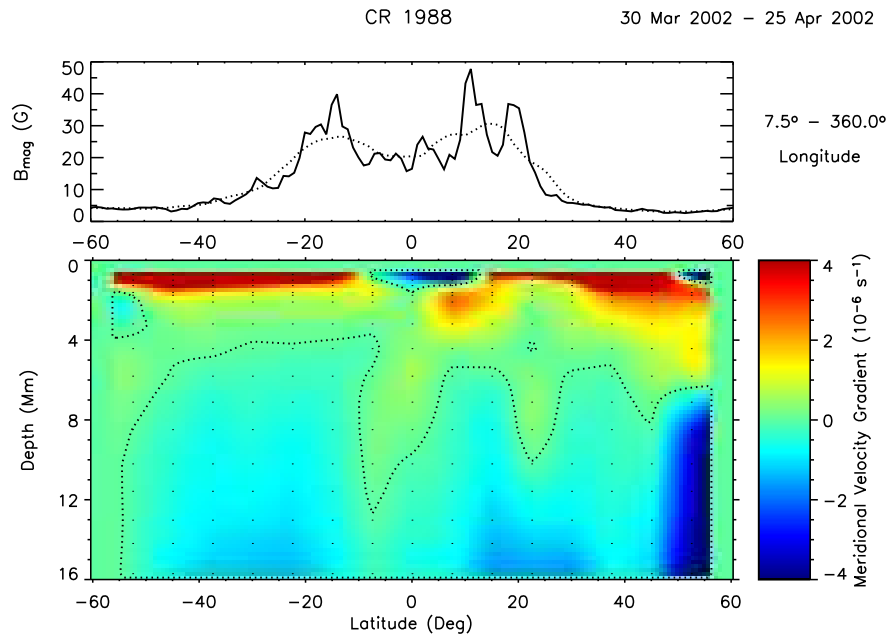 CR 1988
30 Mar 2002 – 25 Apr 2002
50
40
30
20
10
0
B_mag (G)
−60 −40 −20 0 20 40 60
7.5° – 360.0°
Longitude
0
4
8
12
16
Depth (Mm)
−60 −40 −20 0 20 40 60
Latitude (Deg)
4
2
0
−2
−4
Meridional Velocity Gradient (10⁻⁶ s⁻¹)